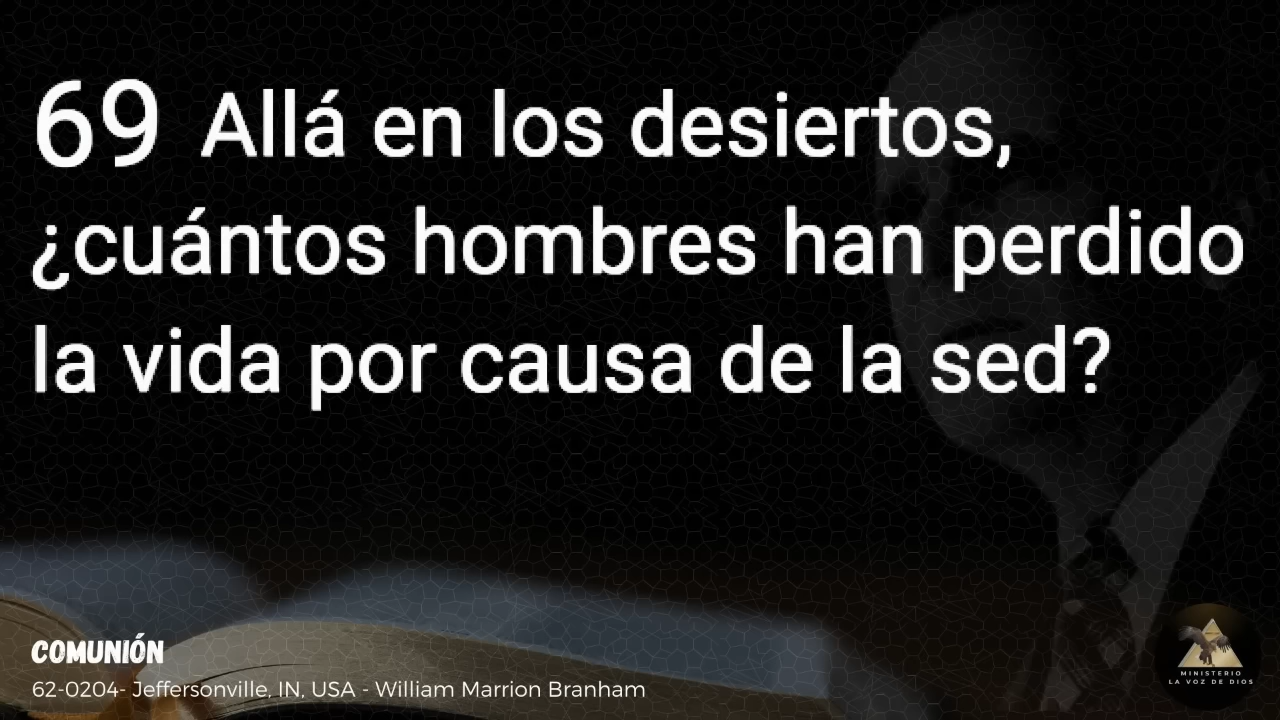 69 Allá en los desiertos,
¿cuántos hombres han perdido
la vida por causa de la sed?
COMUNIÓN
62-0204- Jeffersonville, IN, USA - William Marrion Branham
MINISTERIO
LA VOZ DE DIOS